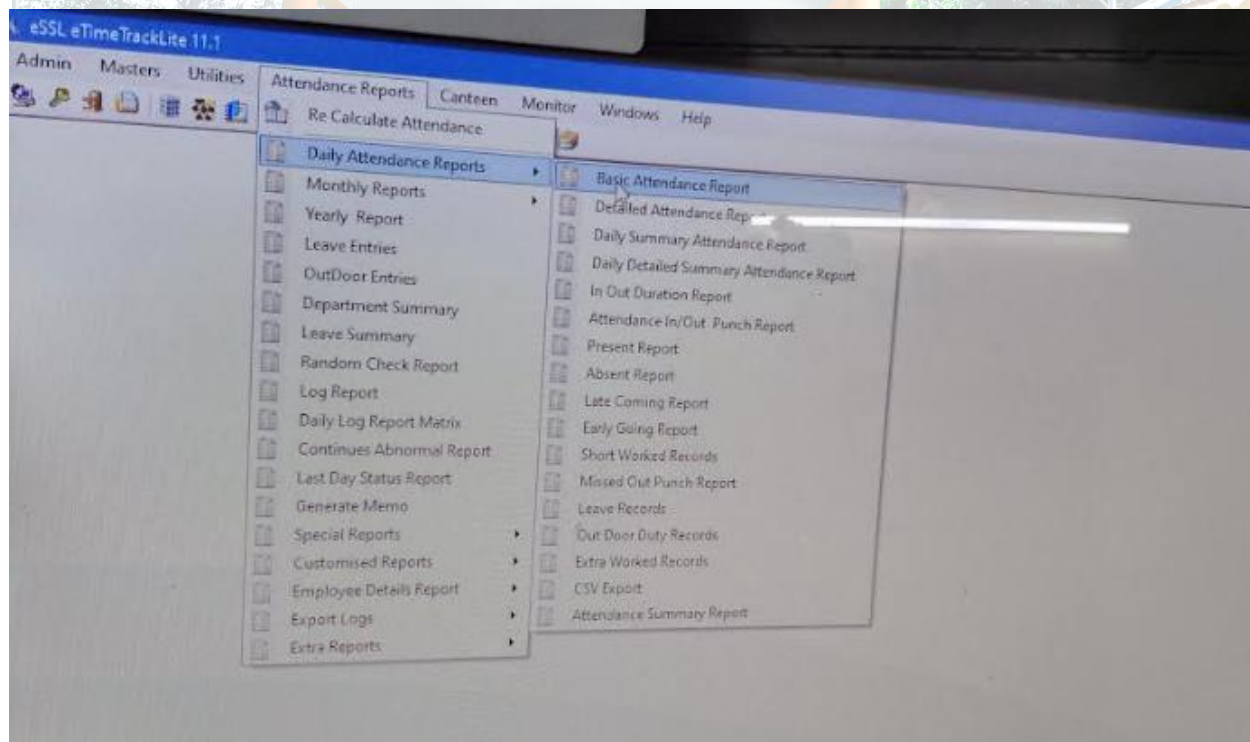 eSSL eTimeTrackLite 11.1
Admin Masters Utilities Attendance Reports Canteen Monitor Windows Help
Re Calculate Attendance
Daily Attendance Reports
Monthly Reports
Yearly Report
Leave Entries
OutDoor Entries
Department Summary
Leave Summary
Random Check Report
Log Report
Daily Log Report Matrix
Continues Abnormal Report
Last Day Status Report
Generate Memo
Special Reports
Customised Reports
Employee Details Report
Export Logs
Extra Reports
Basic Attendance Report
Detailed Attendance Report
Daily Summary Attendance Report
Daily Detailed Summary Attendance Report
In Out Duration Report
Attendance In/Out Punch Report
Present Report
Absent Report
Late Coming Report
Early Going Report
Short Worked Records
Missed Out Punch Report
Leave Records
Out Door Duty Records
Extra Worked Records
CSV Export
Attendance Summary Report